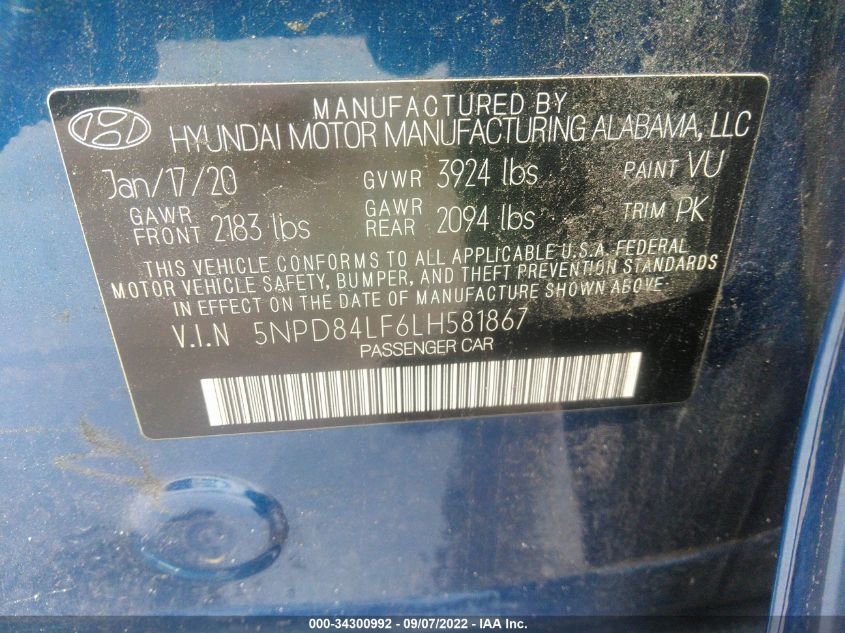 MANUFACTURED BY
HYUNDAI MOTOR MANUFACTURING ALABAMA, LLC
Jan/17/20 GVWR 3924 lbs PAINT VU
GAWR FRONT 2183 lbs GAWR REAR 2094 lbs TRIM PK
THIS VEHICLE CONFORMS TO ALL APPLICABLE U.S.A. FEDERAL
MOTOR VEHICLE SAFETY, BUMPER, AND THEFT PREVENTION STANDARDS
IN EFFECT ON THE DATE OF MANUFACTURE SHOWN ABOVE.
V.I.N 5NPD84LF6LH581867
PASSENGER CAR
000-34300992 - 09/07/2022 - IAA Inc.